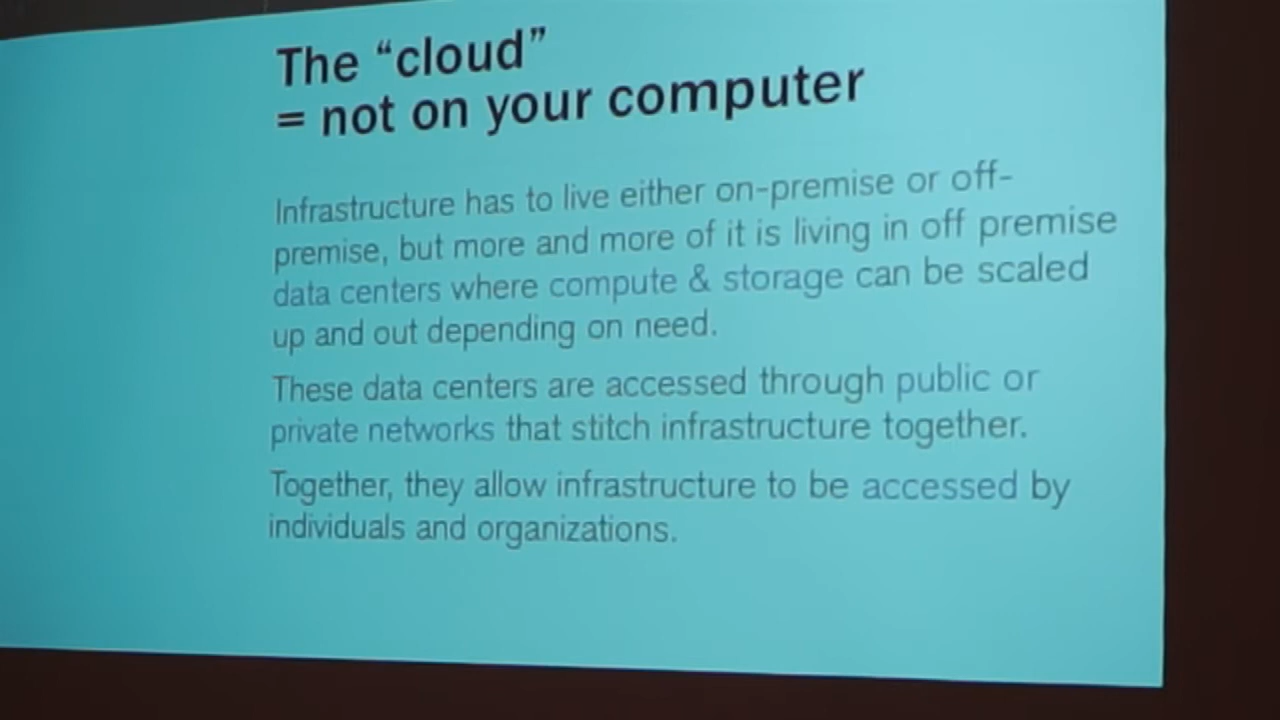 The “cloud”
= not on your computer
Infrastructure has to live either on-premise or off-
premise, but more and more of it is living in off premise
data centers where compute & storage can be scaled
up and out depending on need.
These data centers are accessed through public or
private networks that stitch infrastructure together.
Together, they allow infrastructure to be accessed by
individuals and organizations.